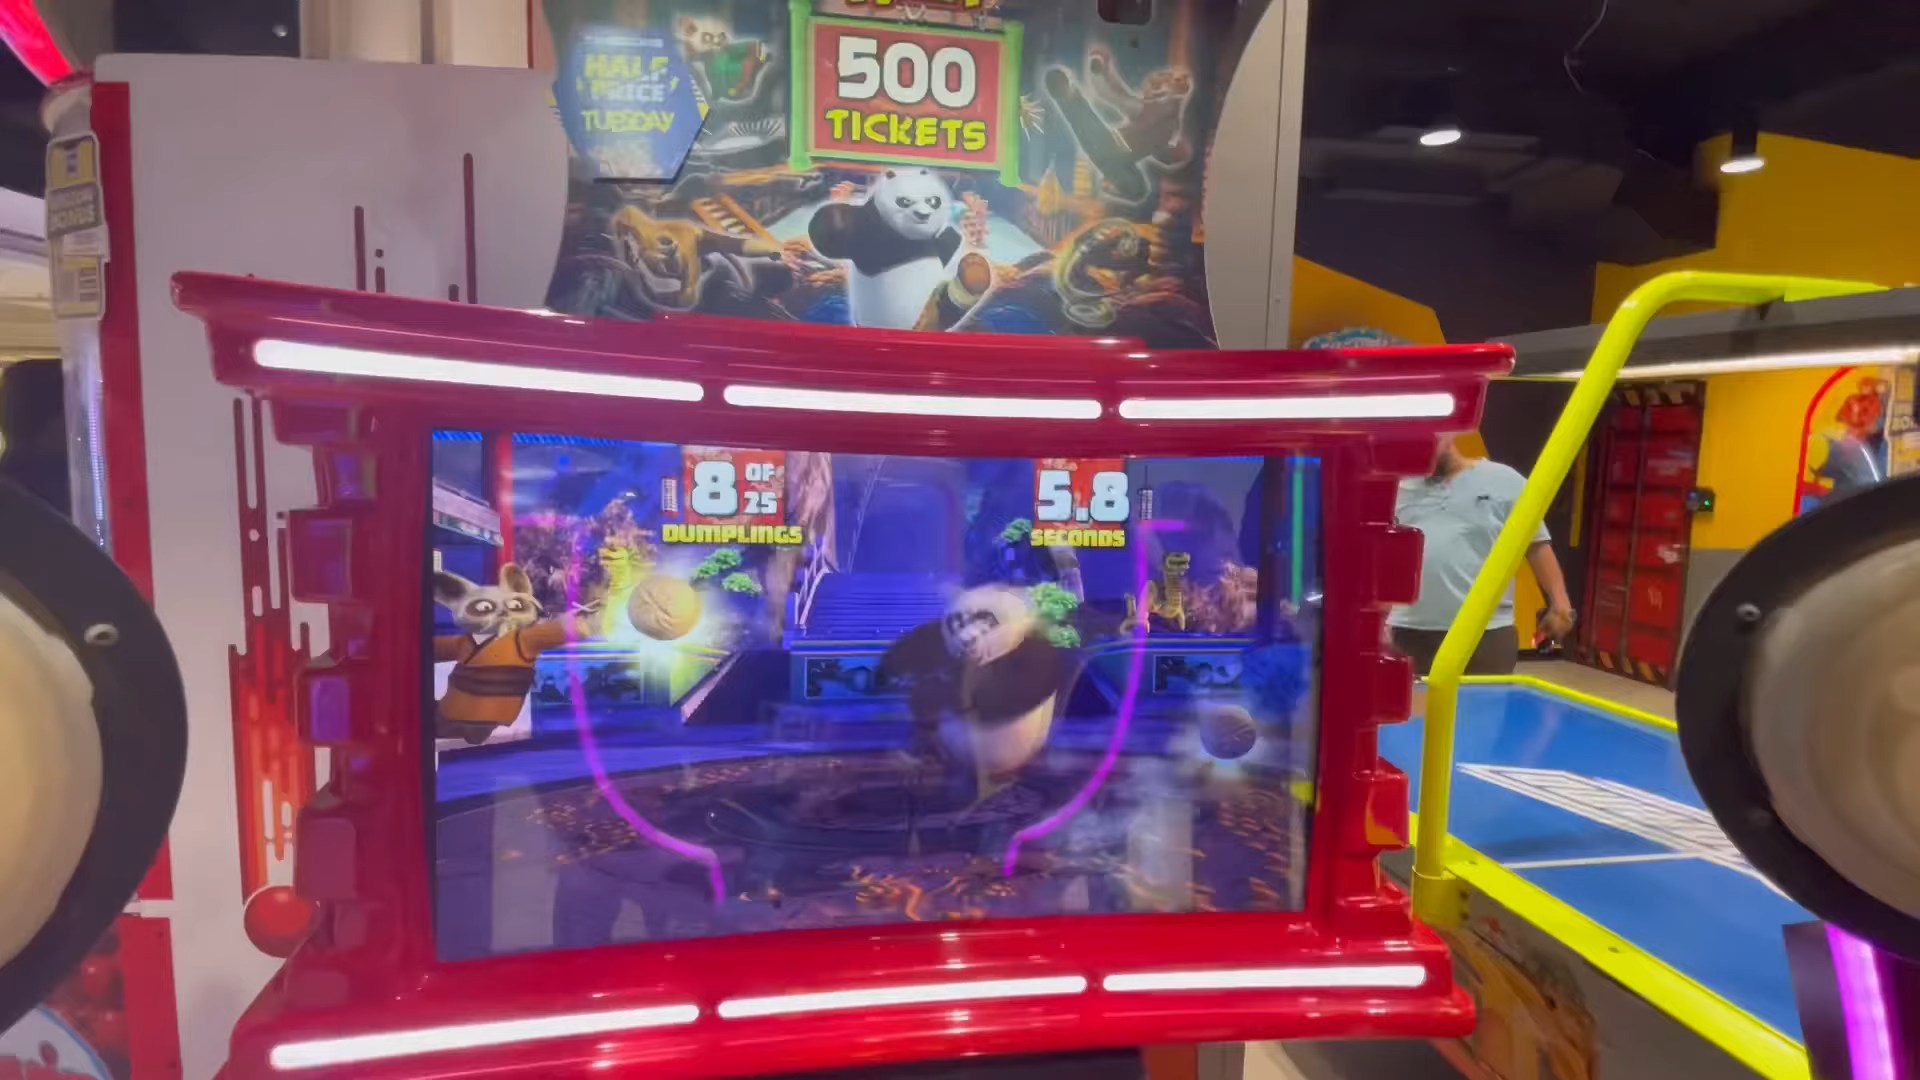 500
TICKETS
HALF
PRICE
TUESDAY
8 OF
25
DUMPLINGS
5.8
SECONDS